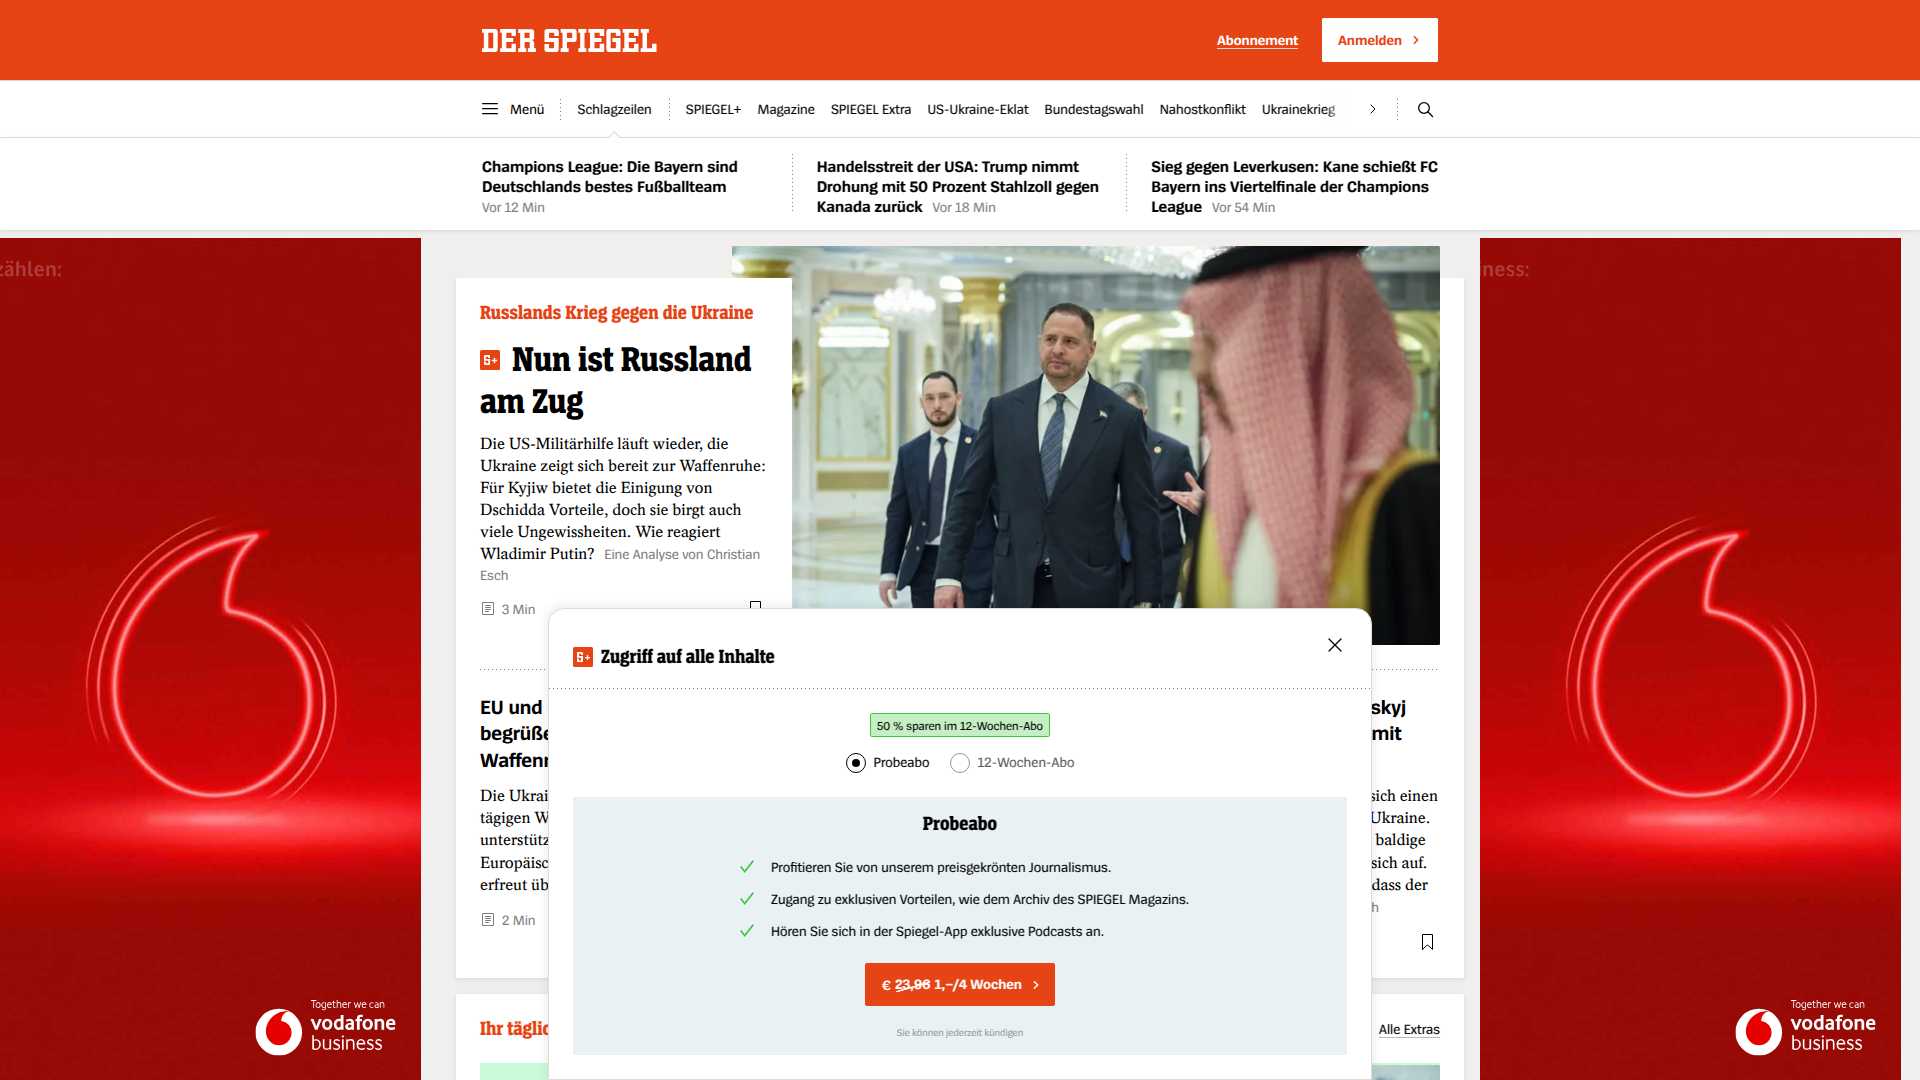 DER SPIEGEL
Abonnement
Anmelden
Menü
Schlagzeilen
SPIEGEL+
Magazine
SPIEGEL Extra
US-Ukraine-Eklat
Bundestagswahl
Nahostkonflikt
Ukrainekrieg
Champions League: Die Bayern sind
Deutschlands bestes Fußballteam
Vor 12 Min
Handelsstreit der USA: Trump nimmt
Drohung mit 50 Prozent Stahlzoll gegen
Kanada zurück Vor 18 Min
Sieg gegen Leverkusen: Kane schießt FC
Bayern ins Viertelfinale der Champions
League Vor 54 Min
zählen:
ness:
Russlands Krieg gegen die Ukraine
Nun ist Russland
am Zug
Die US-Militärhilfe läuft wieder, die
Ukraine zeigt sich bereit zur Waffenruhe:
Für Kyjiw bietet die Einigung von
Dschidda Vorteile, doch sie birgt auch
viele Ungewissheiten. Wie reagiert
Wladimir Putin? Eine Analyse von Christian
Esch
3 Min
Zugriff auf alle Inhalte
50 % sparen im 12-Wochen-Abo
Probeabo
12-Wochen-Abo
Probeabo
Profitieren Sie von unserem preisgekrönten Journalismus.
Zugang zu exklusiven Vorteilen, wie dem Archiv des SPIEGEL Magazins.
Hören Sie sich in der Spiegel-App exklusive Podcasts an.
€ 23,96 1,–/4 Wochen
Sie können jederzeit kündigen
EU und
begrüße
Waffenr
Die Ukrai
tägigen W
unterstütz
Europäisc
erfreut üb
2 Min
skyj
mit
sich einen
Ukraine.
baldige
sich auf.
dass der
h
Ihr täglic
Alle Extras
Together we can
vodafone
business
Together we can
vodafone
business